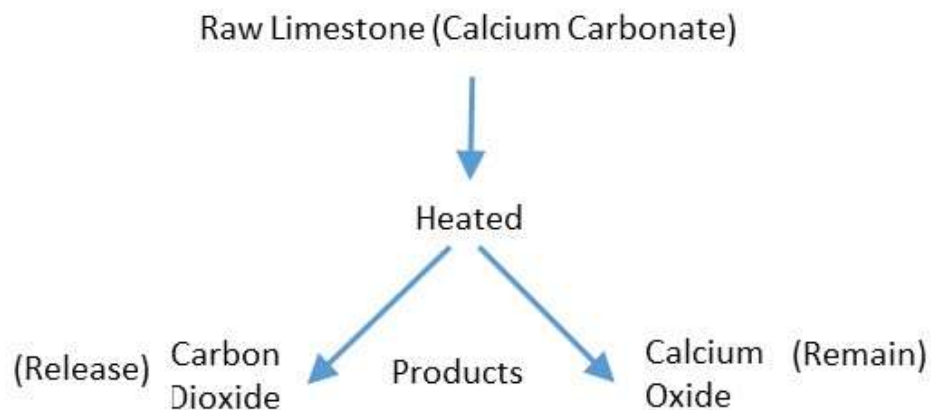 Raw Limestone (Calcium Carbonate)
Heated
(Release) Carbon Dioxide
Products
Calcium Oxide (Remain)